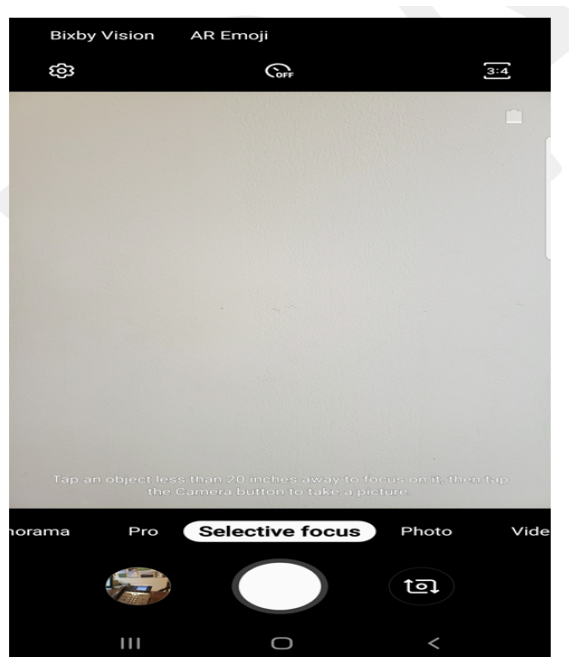 Bixby Vision AR Emoji
OFF 3:4
Tap an object less than 20 inches away to focus on it, then tap
the Camera button to take a picture.
norama Pro Selective focus Photo Vide